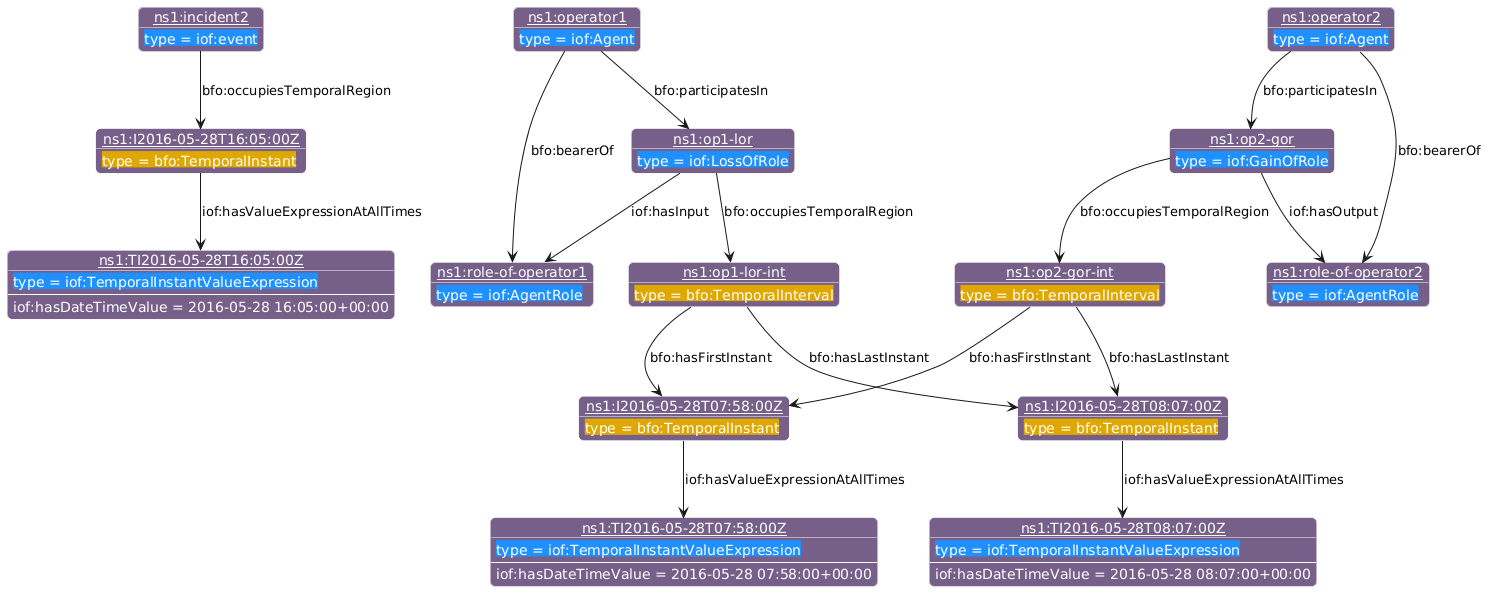 ns1:incident2
type = iof:event
ns1:operator1
type = iof:Agent
ns1:operator2
type = iof:Agent
bfo:occupiesTemporalRegion
bfo:participatesIn
bfo:participatesIn
ns1:I2016-05-28T16:05:00Z
type = bfo:TemporalInstant
bfo:bearerOf
ns1:op1-lor
type = iof:LossOfRole
ns1:op2-gor
type = iof:GainOfRole
bfo:bearerOf
iof:hasValueExpressionAtAllTimes
iof:hasInput
bfo:occupiesTemporalRegion
bfo:occupiesTemporalRegion
iof:hasOutput
ns1:TI2016-05-28T16:05:00Z
type = iof:TemporalInstantValueExpression
iof:hasDateTimeValue = 2016-05-28 16:05:00+00:00
ns1:role-of-operator1
type = iof:AgentRole
ns1:op1-lor-int
type = bfo:TemporalInterval
ns1:op2-gor-int
type = bfo:TemporalInterval
ns1:role-of-operator2
type = iof:AgentRole
bfo:hasFirstInstant
bfo:hasLastInstant
bfo:hasFirstInstant
bfo:hasLastInstant
ns1:I2016-05-28T07:58:00Z
type = bfo:TemporalInstant
ns1:I2016-05-28T08:07:00Z
type = bfo:TemporalInstant
iof:hasValueExpressionAtAllTimes
iof:hasValueExpressionAtAllTimes
ns1:TI2016-05-28T07:58:00Z
type = iof:TemporalInstantValueExpression
iof:hasDateTimeValue = 2016-05-28 07:58:00+00:00
ns1:TI2016-05-28T08:07:00Z
type = iof:TemporalInstantValueExpression
iof:hasDateTimeValue = 2016-05-28 08:07:00+00:00